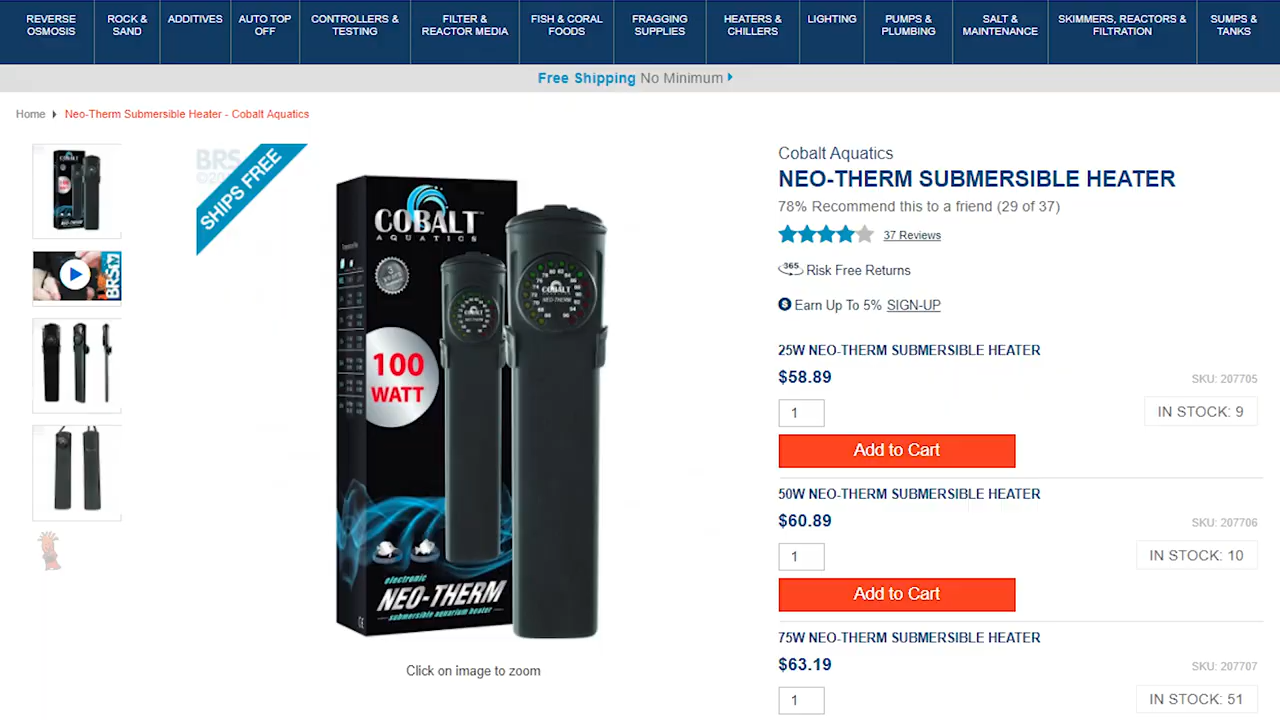 REVERSE
OSMOSIS
ROCK &
SAND
ADDITIVES
AUTO TOP
OFF
CONTROLLERS &
TESTING
FILTER &
REACTOR MEDIA
FISH & CORAL
FOODS
FRAGGING
SUPPLIES
HEATERS &
CHILLERS
LIGHTING
PUMPS &
PLUMBING
SALT &
MAINTENANCE
SKIMMERS, REACTORS &
FILTRATION
SUMPS &
TANKS
Free Shipping No Minimum
Home Neo-Therm Submersible Heater - Cobalt Aquatics
BRS
SHIPS FREE
COBALT
AQUATICS
100
WATT
NEO-THERM
electronic
NEO-THERM
submersible aquarium heater
Click on image to zoom
COBALT
BRStv
Cobalt Aquatics
NEO-THERM SUBMERSIBLE HEATER
78% Recommend this to a friend (29 of 37)
37 Reviews
365 Risk Free Returns
Earn Up To 5% SIGN-UP
25W NEO-THERM SUBMERSIBLE HEATER
$58.89
SKU: 207705
1
IN STOCK: 9
Add to Cart
50W NEO-THERM SUBMERSIBLE HEATER
$60.89
SKU: 207706
1
IN STOCK: 10
Add to Cart
75W NEO-THERM SUBMERSIBLE HEATER
$63.19
SKU: 207707
1
IN STOCK: 51